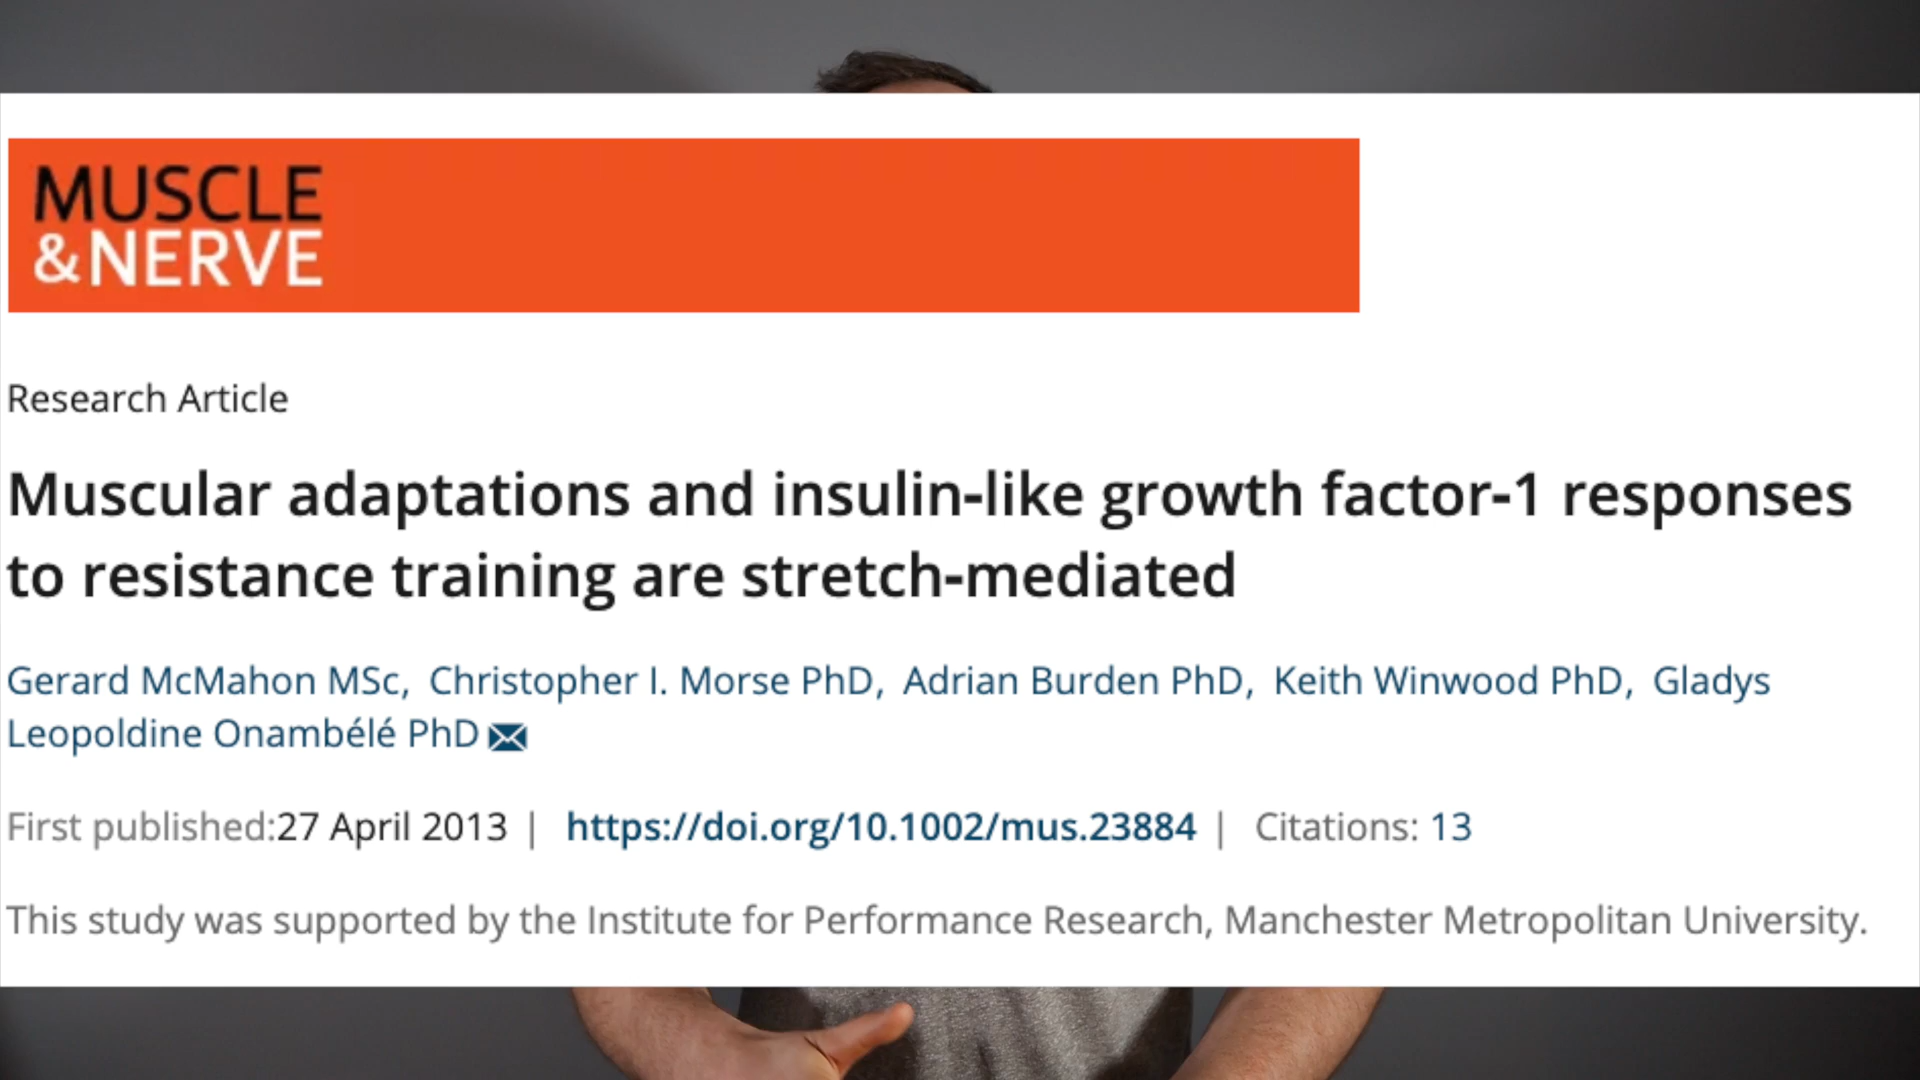 MUSCLE
&NERVE
Research Article
Muscular adaptations and insulin-like growth factor-1 responses
to resistance training are stretch-mediated
Gerard McMahon MSc, Christopher I. Morse PhD, Adrian Burden PhD, Keith Winwood PhD, Gladys
Leopoldine Onambélé PhD
First published:27 April 2013 | https://doi.org/10.1002/mus.23884 | Citations: 13
This study was supported by the Institute for Performance Research, Manchester Metropolitan University.